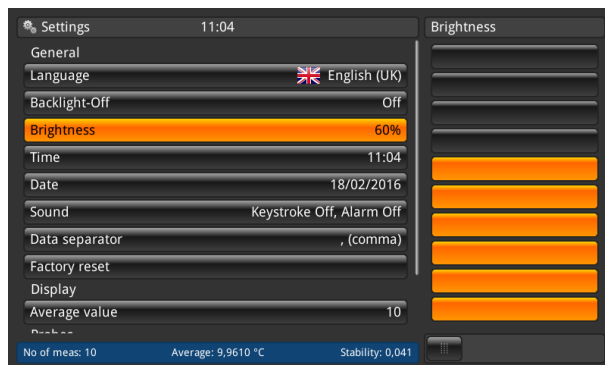 Settings 11:04 Brightness
General
Language English (UK)
Backlight-Off Off
Brightness 60%
Time 11:04
Date 18/02/2016
Sound Keystroke Off, Alarm Off
Data separator , (comma)
Factory reset
Display
Average value 10
No of meas: 10 Average: 9,9610 °C Stability: 0,041